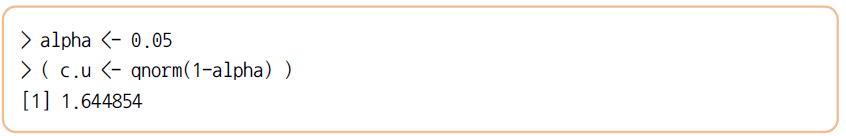 > alpha <- 0.05
> ( c.u <- qnorm(1-alpha) )
[1] 1.644854